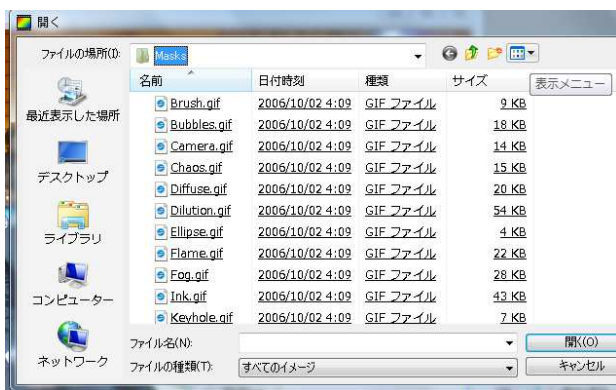 開く
ファイルの場所(I):
Masks
最近表示した場所
デスクトップ
ライブラリ
コンピューター
ネットワーク
名前 日付時刻 種類 サイズ
表示メニュー
Brush.gif 2006/10/02 4:09 GIF ファイル 9 KB
Bubbles.gif 2006/10/02 4:09 GIF ファイル 18 KB
Camera.gif 2006/10/02 4:09 GIF ファイル 14 KB
Chaos.gif 2006/10/02 4:09 GIF ファイル 15 KB
Diffuse.gif 2006/10/02 4:09 GIF ファイル 20 KB
Dilution.gif 2006/10/02 4:09 GIF ファイル 54 KB
Ellipse.gif 2006/10/02 4:09 GIF ファイル 4 KB
Flame.gif 2006/10/02 4:09 GIF ファイル 22 KB
Fog.gif 2006/10/02 4:09 GIF ファイル 28 KB
Ink.gif 2006/10/02 4:09 GIF ファイル 43 KB
Keyhole.gif 2006/10/02 4:09 GIF ファイル 7 KB
ファイル名(N):
開く(O)
ファイルの種類(T): すべてのイメージ
キャンセル